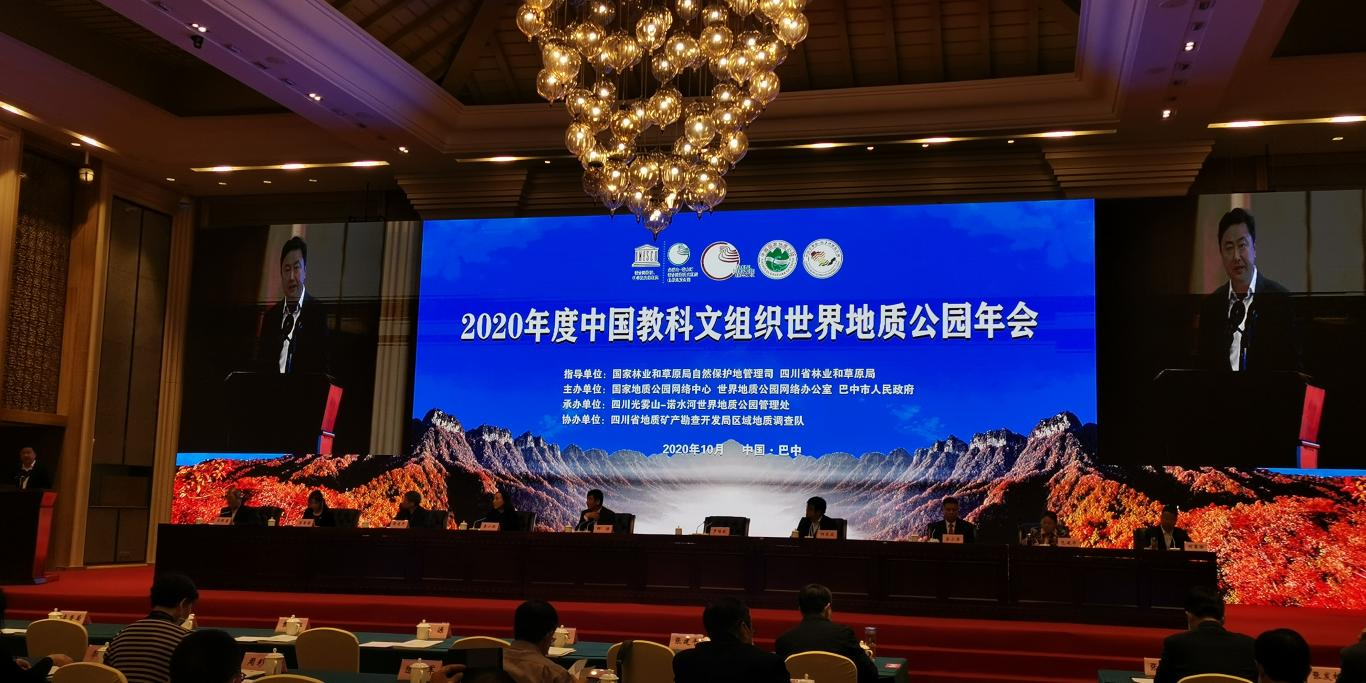 UNESCO
2020年度中国教科文组织世界地质公园年会
指导单位：国家林业和草原局自然保护地管理司 四川省林业和草原局
主办单位：国家地质公园网络中心 世界地质公园网络办公室 巴中市人民政府
承办单位：四川光雾山-诺水河世界地质公园管理处
协办单位：四川省地质矿产勘查开发局区域地质调查队
2020年10月 中国·巴中